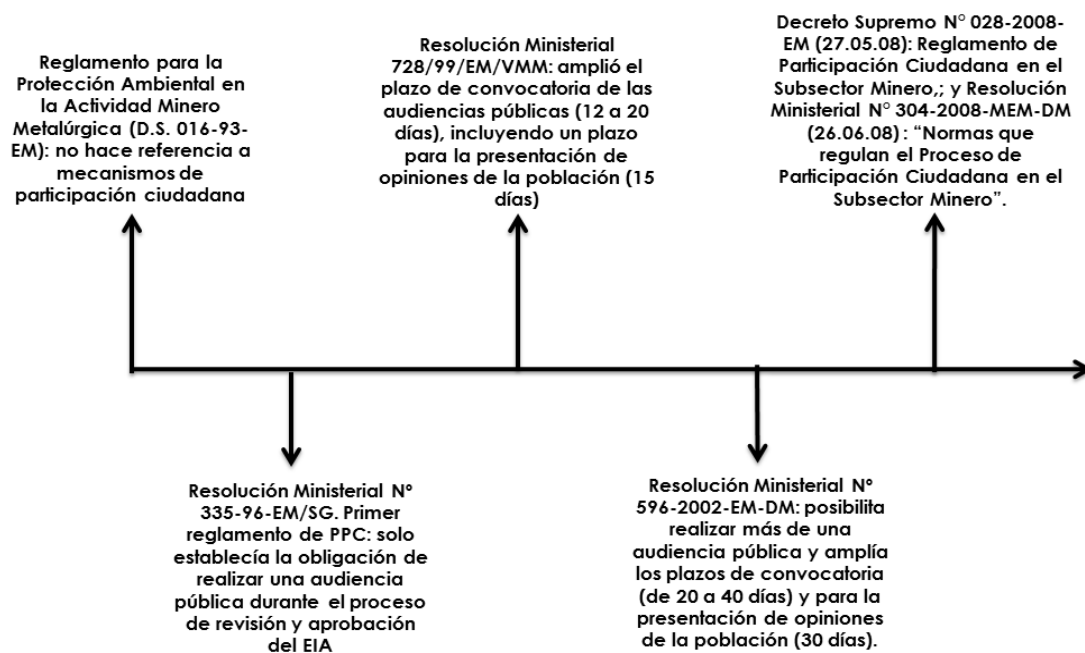 Reglamento para la
Protección Ambiental en
la Actividad Minero
Metalúrgica (D.S. 016-93-
EM): no hace referencia a
mecanismos de
participación ciudadana
Resolución Ministerial
728/99/EM/VMM: amplió el
plazo de convocatoria de las
audiencias públicas (12 a 20
días), incluyendo un plazo
para la presentación de
opiniones de la población (15
días)
Decreto Supremo N° 028-2008-
EM (27.05.08): Reglamento de
Participación Ciudadana en el
Subsector Minero,; y Resolución
Ministerial N° 304-2008-MEM-DM
(26.06.08) : “Normas que
regulan el Proceso de
Participación Ciudadana en el
Subsector Minero”.
Resolución Ministerial Nº
335-96-EM/SG. Primer
reglamento de PPC: solo
establecía la obligación de
realizar una audiencia
pública durante el proceso
de revisión y aprobación
del EIA
Resolución Ministerial Nº
596-2002-EM-DM: posibilita
realizar más de una
audiencia pública y amplía
los plazos de convocatoria
(de 20 a 40 días) y para la
presentación de opiniones
de la población (30 días).